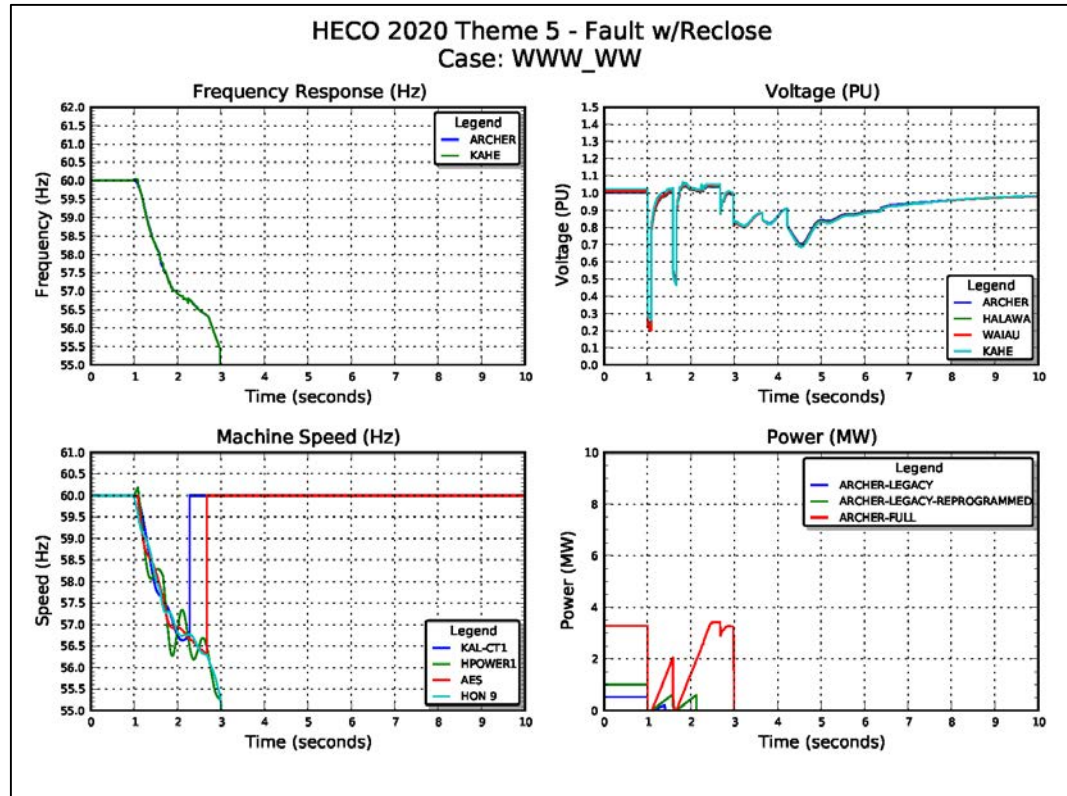 HECO 2020 Theme 5 - Fault w/Reclose
Case: WWW_WW
Frequency Response (Hz)
62.0
61.5
61.0
60.5
60.0
59.5
59.0
58.5
58.0
57.5
57.0
56.5
56.0
55.5
55.0
Frequency (Hz)
Legend
ARCHER
KAHE
0 1 2 3 4 5 6 7 8 9 10
Time (seconds)
Voltage (PU)
1.5
1.4
1.3
1.2
1.1
1.0
0.9
0.8
0.7
0.6
0.5
0.4
0.3
0.2
0.1
0.0
Voltage (PU)
Legend
ARCHER
HALAWA
WAIAU
KAHE
0 1 2 3 4 5 6 7 8 9 10
Time (seconds)
Machine Speed (Hz)
61.0
60.5
60.0
59.5
59.0
58.5
58.0
57.5
57.0
56.5
56.0
55.5
55.0
Speed (Hz)
Legend
KAL-CT1
HPOWER1
AES
HON 9
0 1 2 3 4 5 6 7 8 9 10
Time (seconds)
Power (MW)
10
8
6
4
2
0
Power (MW)
Legend
ARCHER-LEGACY
ARCHER-LEGACY-REPROGRAMMED
ARCHER-FULL
0 1 2 3 4 5 6 7 8 9 10
Time (seconds)